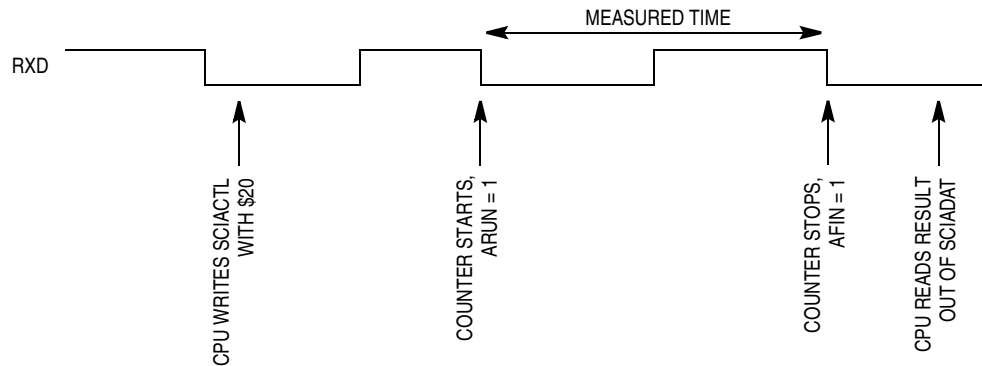 MEASURED TIME
RXD
CPU WRITES SCIACTL
WITH $20
COUNTER STARTS,
ARUN = 1
COUNTER STOPS,
AFIN = 1
CPU READS RESULT
OUT OF SCIADAT